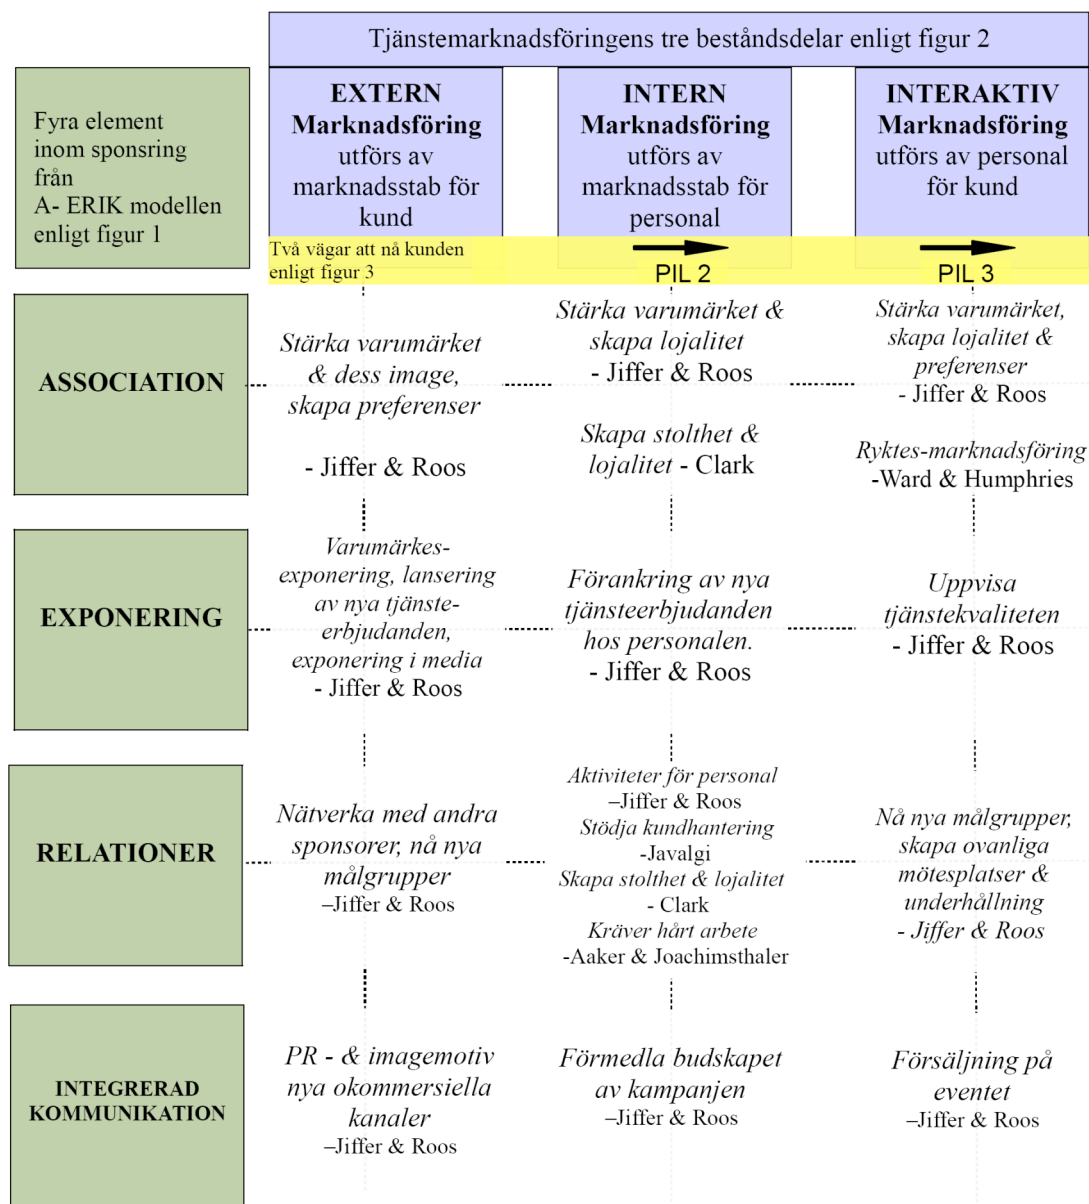 Tjänstemarknadsföringens tre beståndsdelar enligt figur 2
Fyra element
inom sponsring
från
A- ERIK modellen
enligt figur 1
EXTERN
Marknadsföring
utförs av
marknadsstab för
kund
INTERN
Marknadsföring
utförs av
marknadsstab för
personal
INTERAKTIV
Marknadsföring
utförs av personal
för kund
Två vägar att nå kunden
enligt figur 3
PIL 2
PIL 3
ASSOCIATION
Stärka varumärket
& dess image,
skapa preferenser
- Jiffer & Roos
Stärka varumärket &
skapa lojalitet
- Jiffer & Roos
Skapa stolthet &
lojalitet - Clark
Stärka varumärket,
skapa lojalitet &
preferenser
- Jiffer & Roos
Ryktes-marknadsföring
-Ward & Humphries
EXPONERING
Varumärkes-
exponering, lansering
av nya tjänste-
erbjudanden,
exponering i media
- Jiffer & Roos
Förankring av nya
tjänsteerbjudanden
hos personalen.
- Jiffer & Roos
Uppvisa
tjänstekvaliteten
- Jiffer & Roos
RELATIONER
Nätverka med andra
sponsorer, nå nya
målgrupper
–Jiffer & Roos
Aktiviteter för personal
–Jiffer & Roos
Stödja kundhantering
-Javalgi
Skapa stolthet & lojalitet
- Clark
Kräver hårt arbete
-Aaker & Joachimsthaler
Nå nya målgrupper,
skapa ovanliga
mötesplatser &
underhållning
- Jiffer & Roos
INTEGRERAD
KOMMUNIKATION
PR - & imagemotiv
nya okommersiella
kanaler
–Jiffer & Roos
Förmedla budskapet
av kampanjen
–Jiffer & Roos
Försäljning på
eventet
–Jiffer & Roos